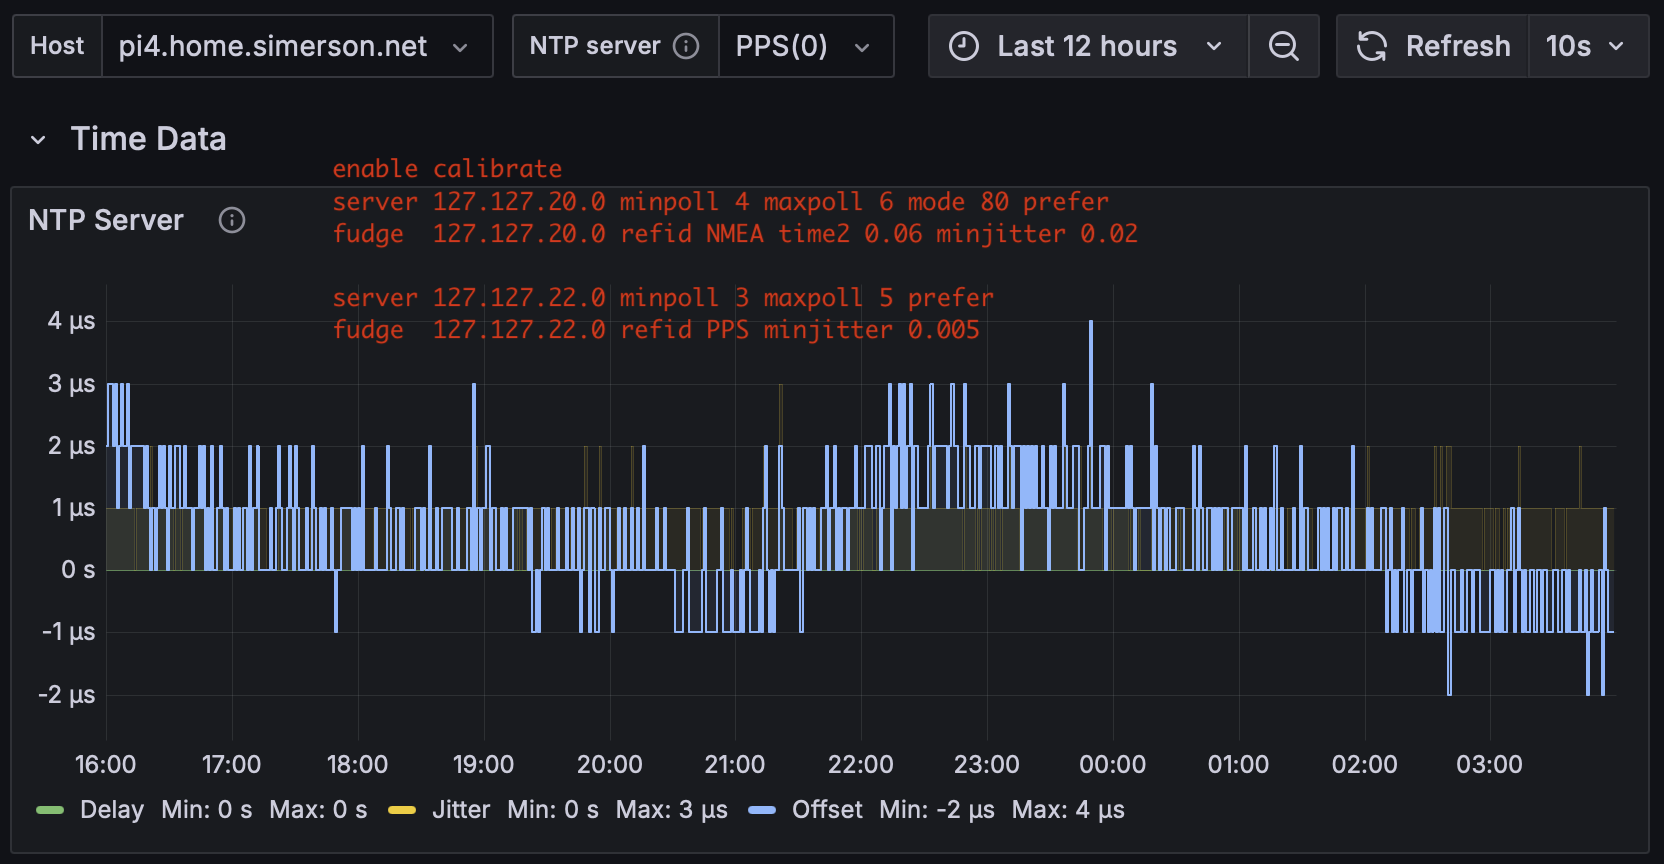 Host pi4.home.simerson.net NTP server PPS(0) Last 12 hours Refresh 10s
Time Data
enable calibrate
server 127.127.20.0 minpoll 4 maxpoll 6 mode 80 prefer
NTP Server
fudge  127.127.20.0 refid NMEA time2 0.06 minjitter 0.02
server 127.127.22.0 minpoll 3 maxpoll 5 prefer
fudge  127.127.22.0 refid PPS minjitter 0.005
4 µs
3 µs
2 µs
1 µs
0 s
-1 µs
-2 µs
16:00 17:00 18:00 19:00 20:00 21:00 22:00 23:00 00:00 01:00 02:00 03:00
Delay Min: 0 s Max: 0 s Jitter Min: 0 s Max: 3 µs Offset Min: -2 µs Max: 4 µs